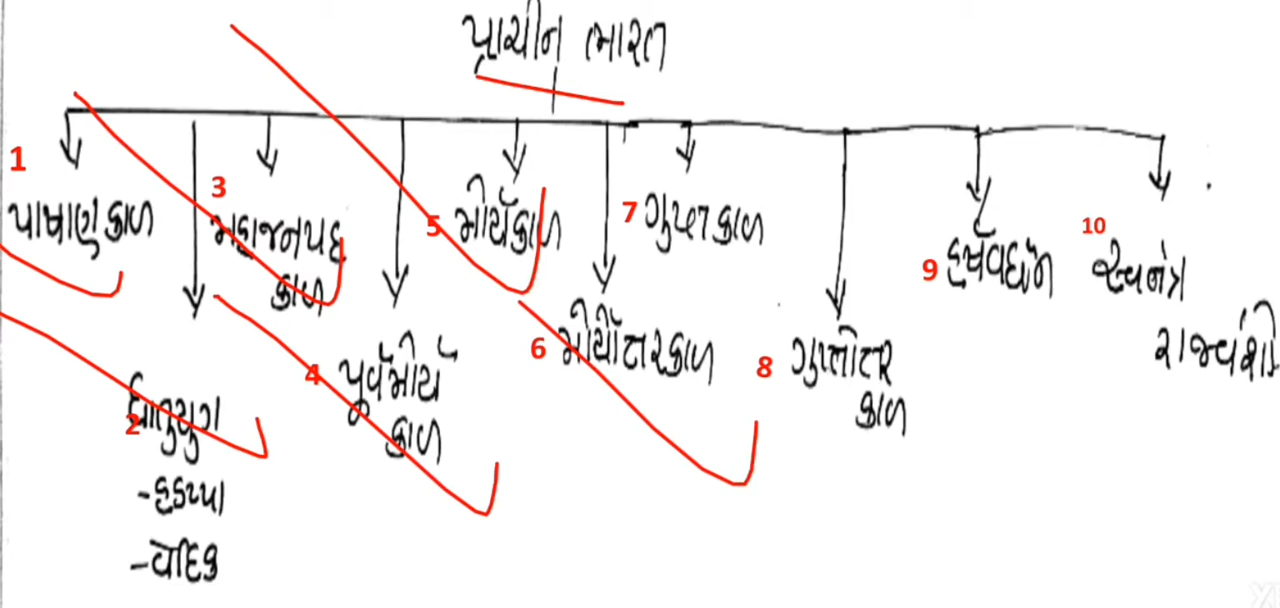 પ્રાચીન ભારત
1 પાષાણકાળ
2 ધાતુયુગ
-હડપ્પા
-વૈદિક
3 મહાજનપદ
કાળ
4 પૂર્વમૌર્ય
કાળ
5 મૌર્યકાળ
6 મૌર્યોત્તરકાળ
7 ગુપ્તકાળ
8 ગુપ્તોત્તર
કાળ
9 હર્ષવર્ધન
10 સ્વતંત્ર
રાજવંશો